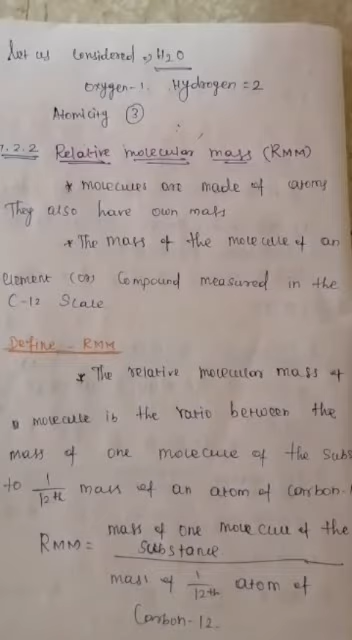 let us considered, H2O
Oxygen-1. Hydrogen = 2
Atomicity ③
7.2.2 Relative molecular mass (RMM)
* molecules are made of atoms
They also have own mass
* The mass of the molecule of an
element (or) Compound measured in the
C-12 Scale
Define - RMM
* The relative molecular mass of
a molecule is the ratio between the
mass of one molecule of the subs
to 1/12th mass of an atom of Carbon-1
RMM = mass of one molecule of the substance
mass of 1/12th atom of
Carbon-12.